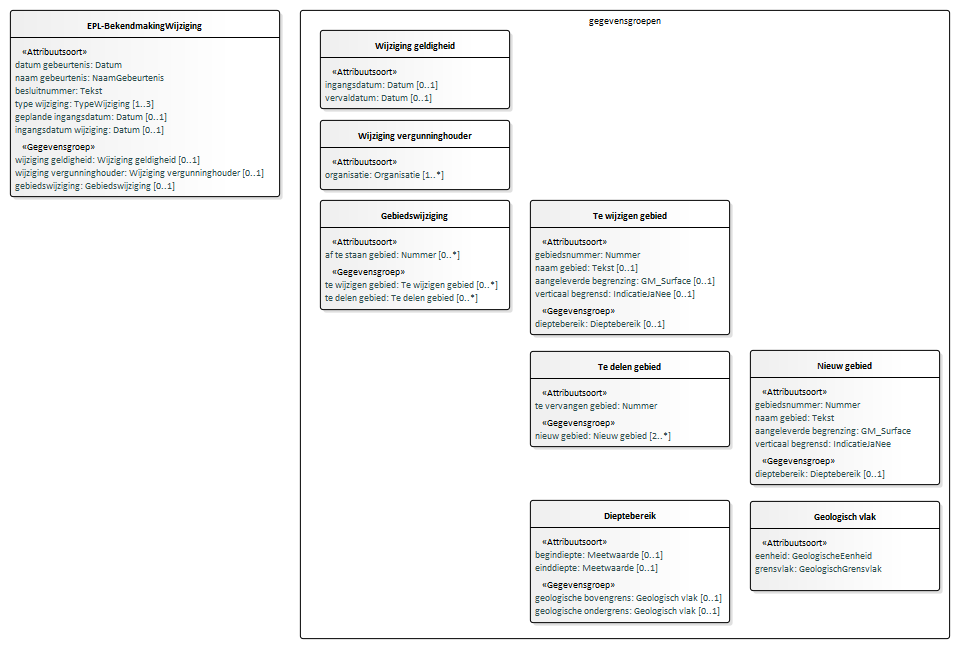 EPL-BekendmakingWijziging
«Attribuutsoort»
datum gebeurtenis: Datum
naam gebeurtenis: NaamGebeurtenis
besluitnummer: Tekst
type wijziging: TypeWijziging [1..3]
geplande ingangsdatum: Datum [0..1]
ingangsdatum wijziging: Datum [0..1]
«Gegevensgroep»
wijziging geldigheid: Wijziging geldigheid [0..1]
wijziging vergunninghouder: Wijziging vergunninghouder [0..1]
gebiedswijziging: Gebiedswijziging [0..1]
gegevensgroepen
Wijziging geldigheid
«Attribuutsoort»
ingangsdatum: Datum [0..1]
vervaldatum: Datum [0..1]
Wijziging vergunninghouder
«Attribuutsoort»
organisatie: Organisatie [1..*]
Gebiedswijziging
«Attribuutsoort»
af te staan gebied: Nummer [0..*]
«Gegevensgroep»
te wijzigen gebied: Te wijzigen gebied [0..*]
te delen gebied: Te delen gebied [0..*]
Te wijzigen gebied
«Attribuutsoort»
gebiedsnummer: Nummer
naam gebied: Tekst [0..1]
aangeleverde begrenzing: GM_Surface [0..1]
verticaal begrensd: IndicatieJaNee [0..1]
«Gegevensgroep»
dieptebereik: Dieptebereik [0..1]
Te delen gebied
«Attribuutsoort»
te vervangen gebied: Nummer
«Gegevensgroep»
nieuw gebied: Nieuw gebied [2..*]
Nieuw gebied
«Attribuutsoort»
gebiedsnummer: Nummer
naam gebied: Tekst
aangeleverde begrenzing: GM_Surface
verticaal begrensd: IndicatieJaNee
«Gegevensgroep»
dieptebereik: Dieptebereik [0..1]
Dieptebereik
«Attribuutsoort»
begindiepte: Meetwaarde [0..1]
einddiepte: Meetwaarde [0..1]
«Gegevensgroep»
geologische bovengrens: Geologisch vlak [0..1]
geologische ondergrens: Geologisch vlak [0..1]
Geologisch vlak
«Attribuutsoort»
eenheid: GeologischeEenheid
grensvlak: GeologischGrensvlak